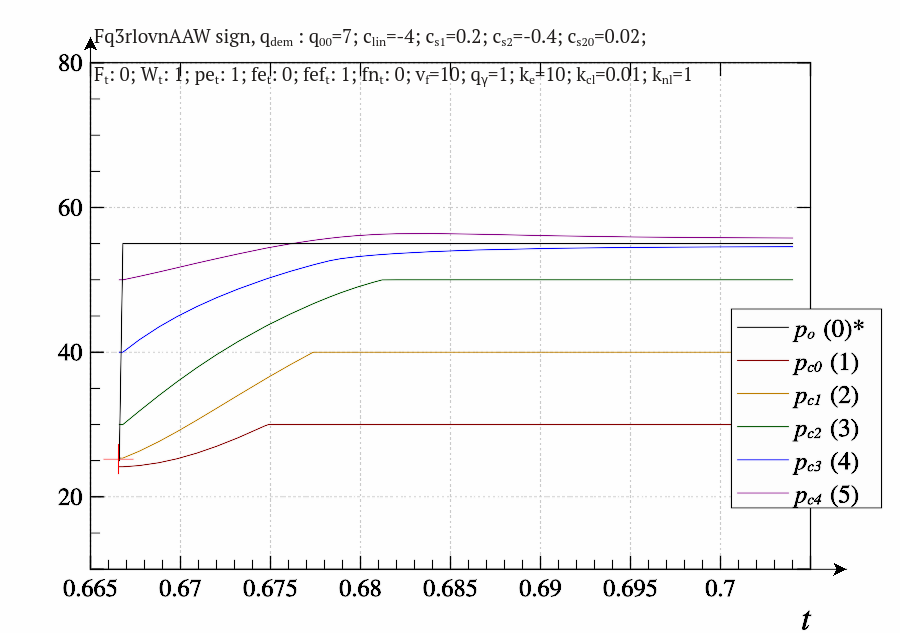 Fq3rlovnAAW sign, q_dem : q_00=7; c_lin=-4; c_s1=0.2; c_s2=-0.4; c_s20=0.02;
80
F_t: 0; W_t: 1; pe_t: 1; fe_t: 0; fef_t: 1; fn_t: 0; v_f=10; q_γ=1; k_e=10; k_cl=0.01; k_nl=1
60
40
20
p_o (0)*
p_c0 (1)
p_c1 (2)
p_c2 (3)
p_c3 (4)
p_c4 (5)
0.665 0.67 0.675 0.68 0.685 0.69 0.695 0.7
t